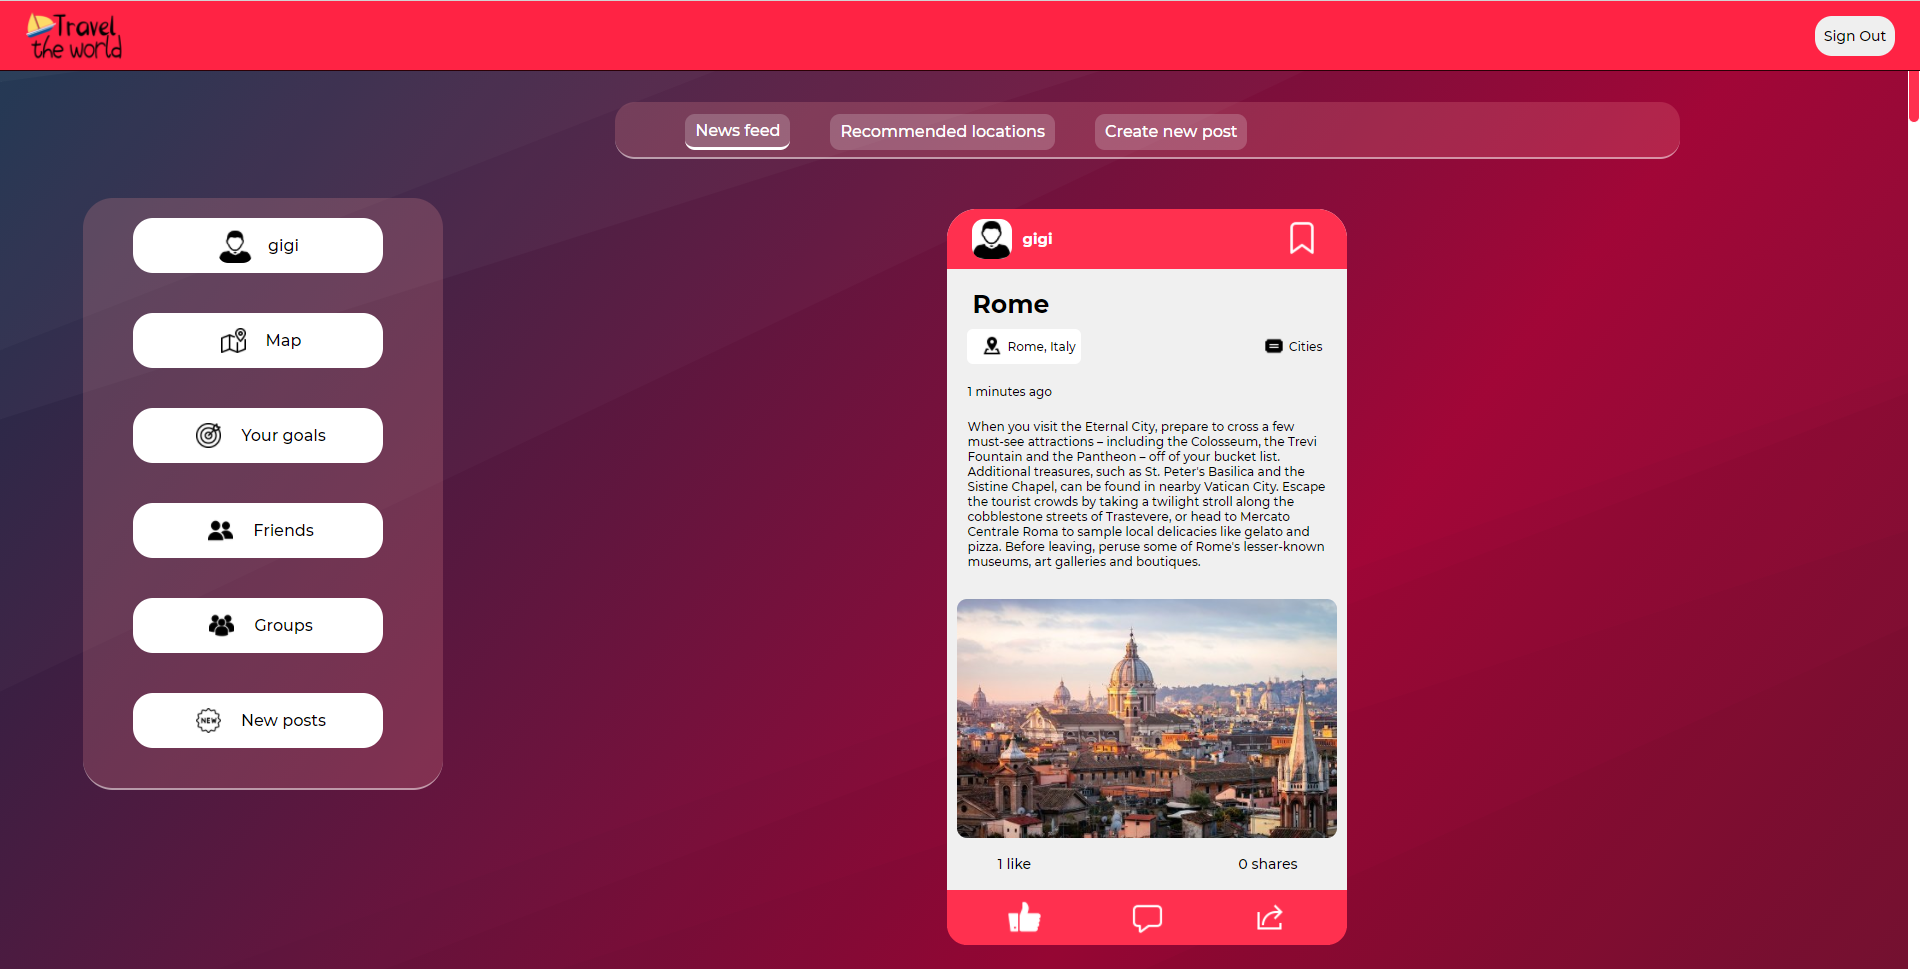 Travel
the world
Sign Out
News feed
Recommended locations
Create new post
gigi
Map
Your goals
Friends
Groups
NEW
New posts
gigi
Rome
Rome, Italy
Cities
1 minutes ago
When you visit the Eternal City, prepare to cross a few
must-see attractions – including the Colosseum, the Trevi
Fountain and the Pantheon – off of your bucket list.
Additional treasures, such as St. Peter's Basilica and the
Sistine Chapel, can be found in nearby Vatican City. Escape
the tourist crowds by taking a twilight stroll along the
cobblestone streets of Trastevere, or head to Mercato
Centrale Roma to sample local delicacies like gelato and
pizza. Before leaving, peruse some of Rome's lesser-known
museums, art galleries and boutiques.
1 like
0 shares